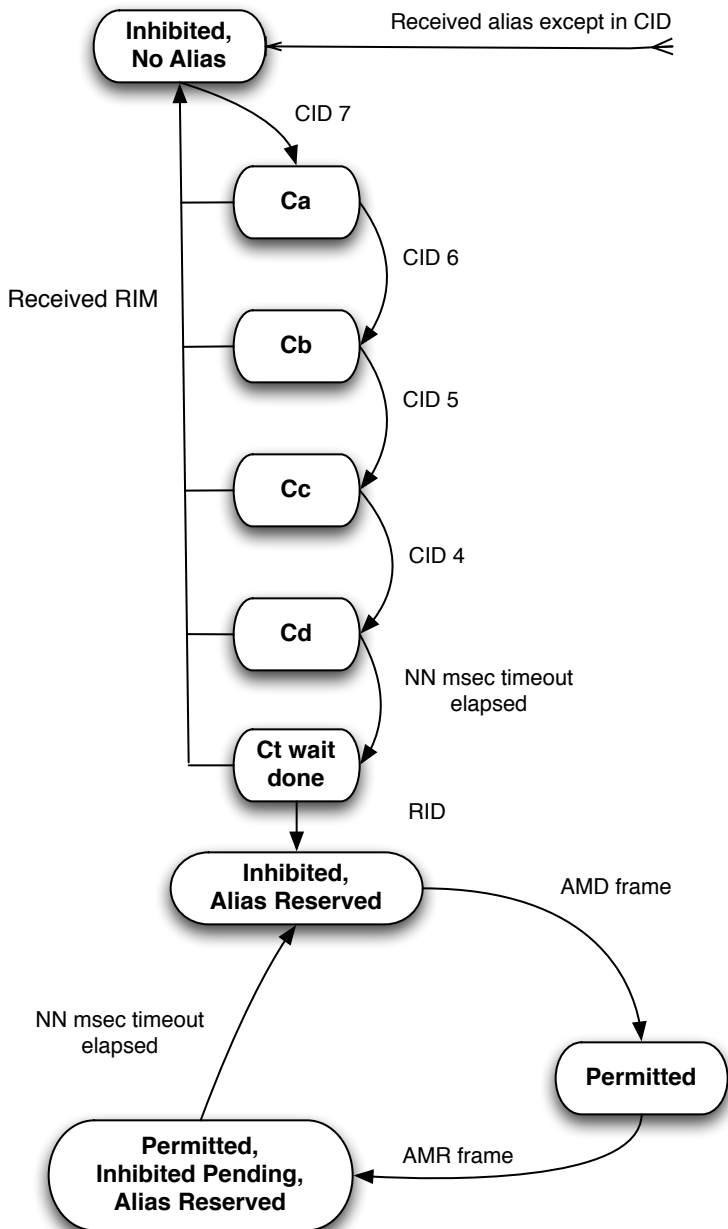 Inhibited,
No Alias
Received alias except in CID
CID 7
Ca
CID 6
Received RIM
Cb
CID 5
Cc
CID 4
Cd
NN msec timeout
elapsed
Ct wait
done
RID
Inhibited,
Alias Reserved
AMD frame
NN msec timeout
elapsed
Permitted
Permitted,
Inhibited Pending,
Alias Reserved
AMR frame